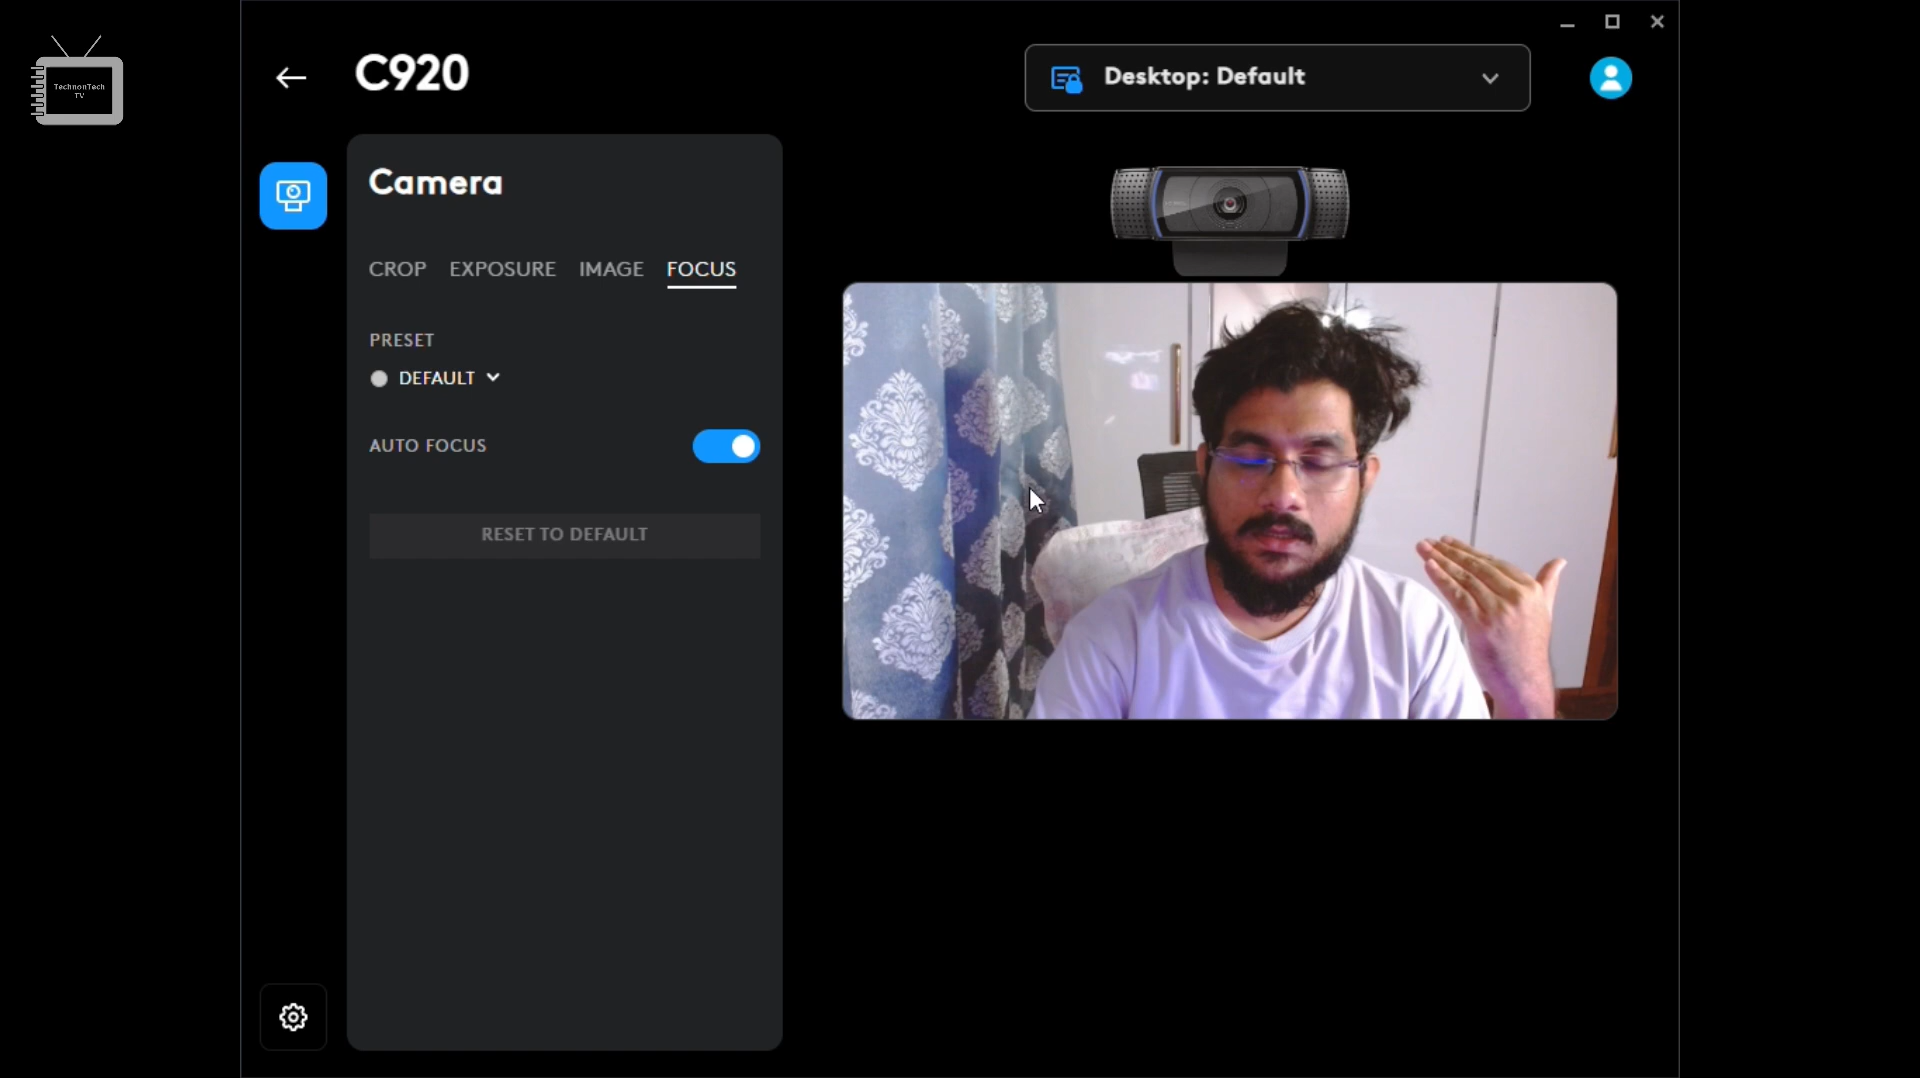 TechnonTech
TV
C920
Desktop: Default
Camera
CROP EXPOSURE IMAGE FOCUS
PRESET
DEFAULT
AUTO FOCUS
RESET TO DEFAULT